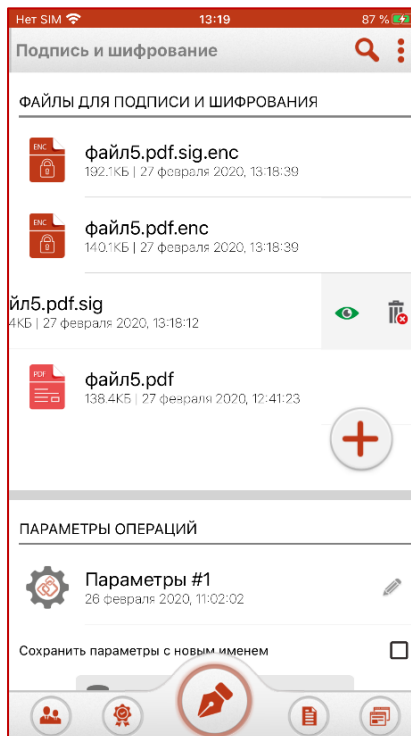 Нет SIM 13:19 87 %
Подпись и шифрование
ФАЙЛЫ ДЛЯ ПОДПИСИ И ШИФРОВАНИЯ
ENC
файл5.pdf.sig.enc
192.1КБ | 27 февраля 2020, 13:18:39
ENC
файл5.pdf.enc
140.1КБ | 27 февраля 2020, 13:18:39
йл5.pdf.sig
4КБ | 27 февраля 2020, 13:18:12
PDF
файл5.pdf
138.4КБ | 27 февраля 2020, 12:41:23
ПАРАМЕТРЫ ОПЕРАЦИЙ
Параметры #1
26 февраля 2020, 11:02:02
Сохранить параметры с новым именем